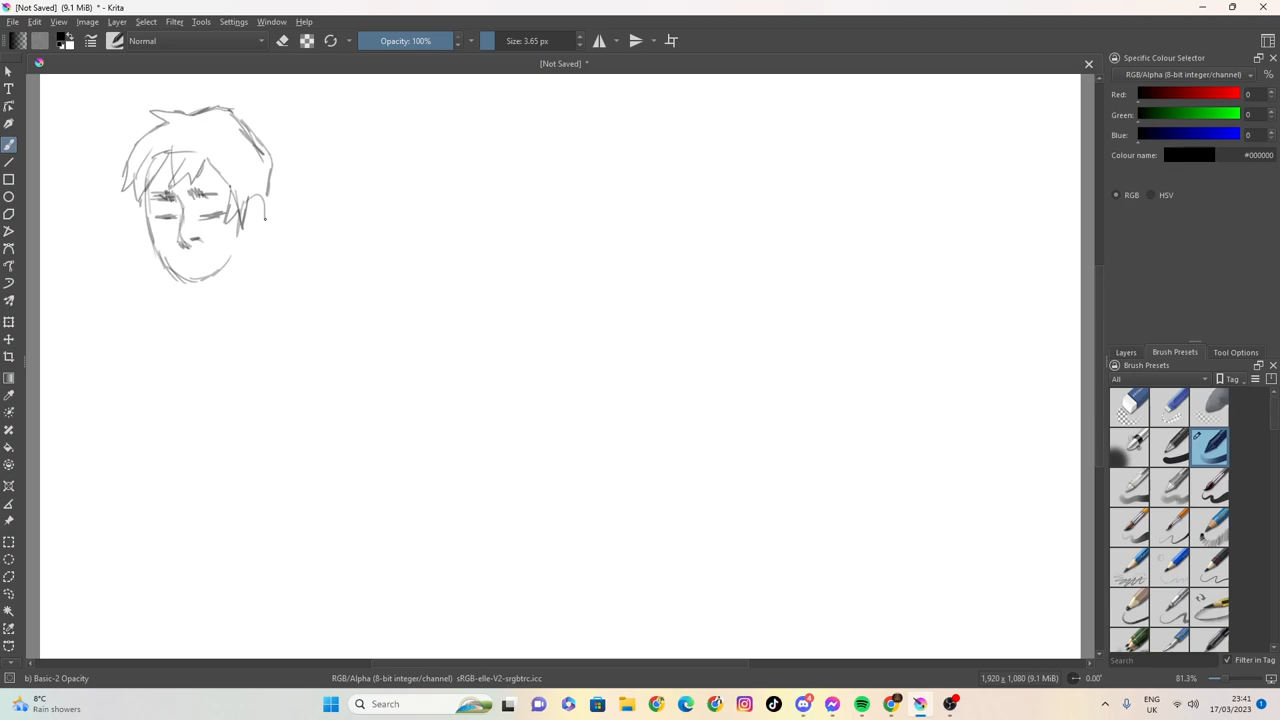 [Not Saved] (9.1 MiB) * - Krita
File Edit View Image Layer Select Filter Tools Settings Window Help
Normal Opacity: 100% Size: 3.65 px
[Not Saved] *
Specific Colour Selector
RGB/Alpha (8-bit integer/channel) %
Red: 0
Green: 0
Blue: 0
Colour name: #000000
RGB HSV
Layers Brush Presets Tool Options
Brush Presets
All Tag
Search Filter in Tag
b) Basic-2 Opacity RGB/Alpha (8-bit integer/channel) sRGB-elle-V2-srgbtrc.icc 1,920 x 1,080 (9.1 MiB) 0.00° 81.3%
8°C
Rain showers
Search
4
ENG
UK
23:41
17/03/2023
1